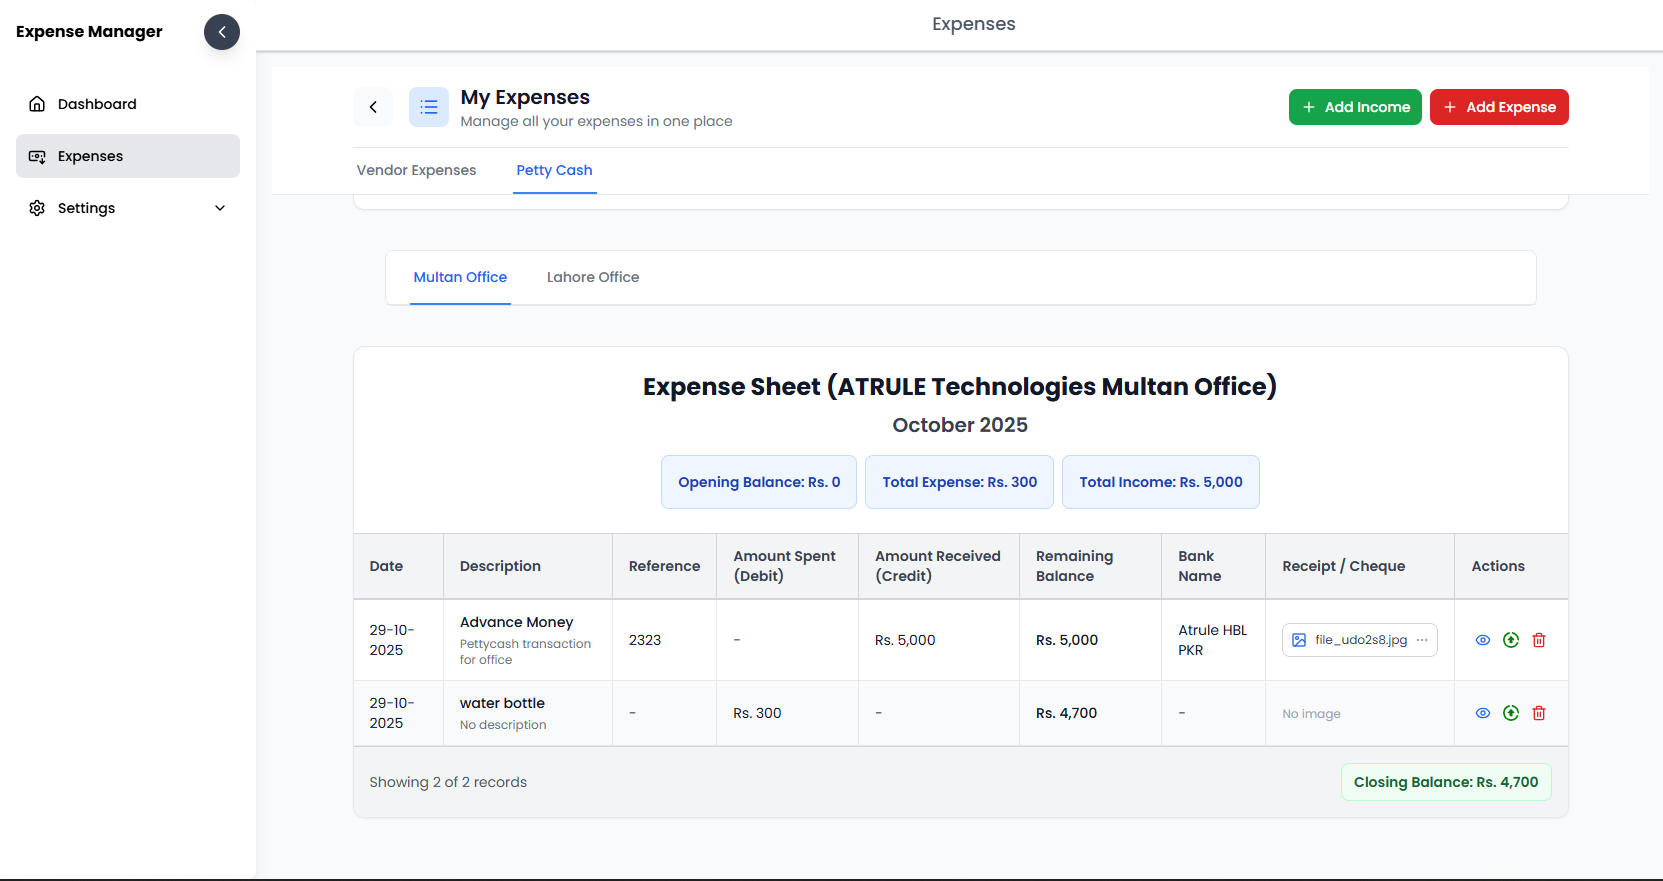 Expense Manager
Dashboard
Expenses
Settings
Expenses
My Expenses
Manage all your expenses in one place
+ Add Income
+ Add Expense
Vendor Expenses
Petty Cash
Multan Office
Lahore Office
Expense Sheet (ATRULE Technologies Multan Office)
October 2025
Opening Balance: Rs. 0
Total Expense: Rs. 300
Total Income: Rs. 5,000
Date
Description
Reference
Amount Spent
(Debit)
Amount Received
(Credit)
Remaining
Balance
Bank
Name
Receipt / Cheque
Actions
29-10-
2025
Advance Money
Pettycash transaction
for office
2323
-
Rs. 5,000
Rs. 5,000
Atrule HBL
PKR
file_udo2s8.jpg ...
29-10-
2025
water bottle
No description
-
Rs. 300
-
Rs. 4,700
-
No image
Showing 2 of 2 records
Closing Balance: Rs. 4,700